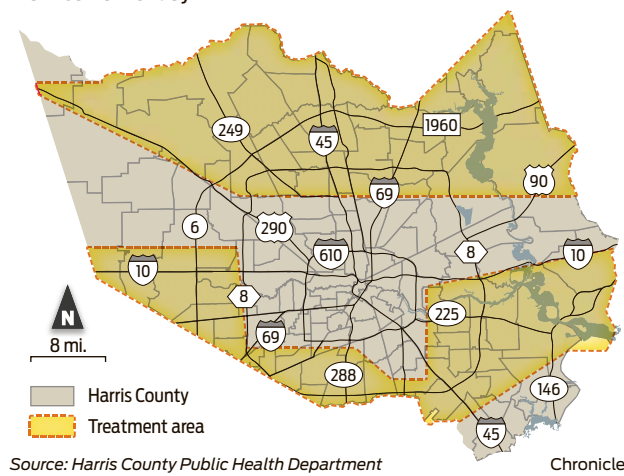 249
45
1960
69
90
6
290
610
8
10
10
8
225
N
8 mi.
69
288
146
45
Harris County
Treatment area
Source: Harris County Public Health Department
Chronicle